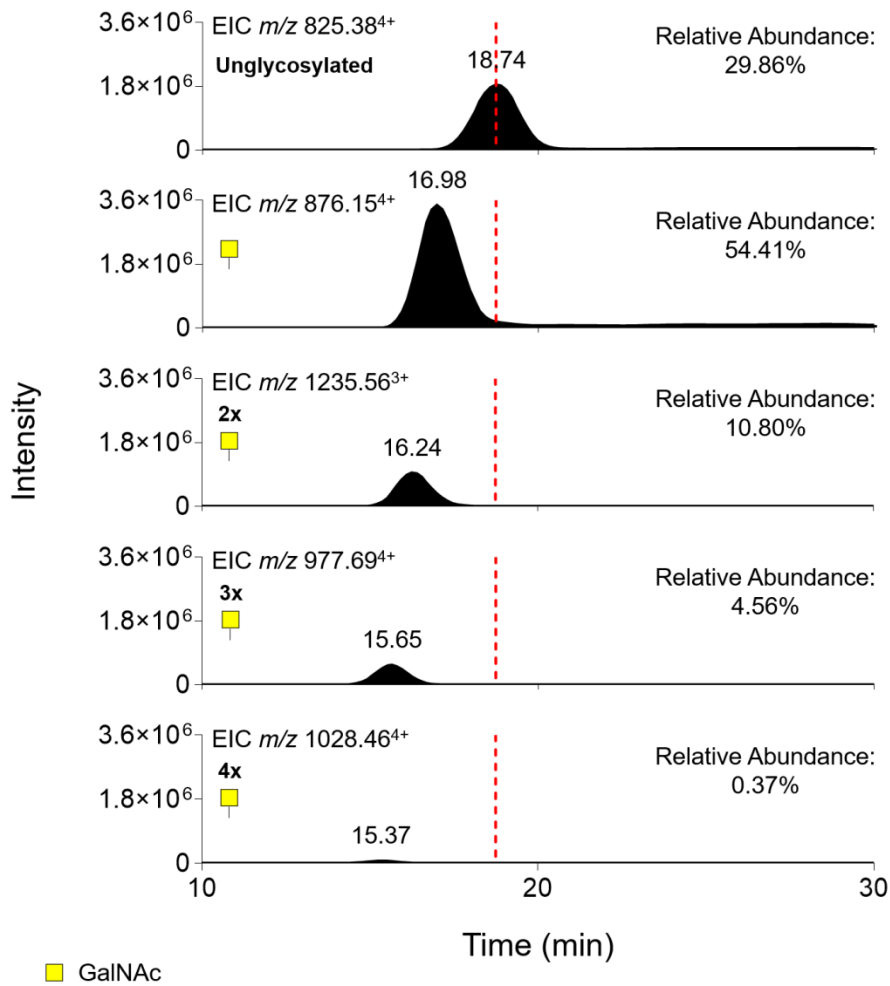 3.6×10⁶
EIC m/z 825.38⁴⁺
Relative Abundance:
Unglycosylated
18.74
29.86%
1.8×10⁶
0
16.98
3.6×10⁶
EIC m/z 876.15⁴⁺
Relative Abundance:
54.41%
1.8×10⁶
0
3.6×10⁶
EIC m/z 1235.56³⁺
Relative Abundance:
2x
10.80%
1.8×10⁶
16.24
0
Intensity
3.6×10⁶
EIC m/z 977.69⁴⁺
Relative Abundance:
3x
4.56%
1.8×10⁶
15.65
0
3.6×10⁶
EIC m/z 1028.46⁴⁺
Relative Abundance:
4x
0.37%
1.8×10⁶
15.37
0
10 20 30
Time (min)
GalNAc